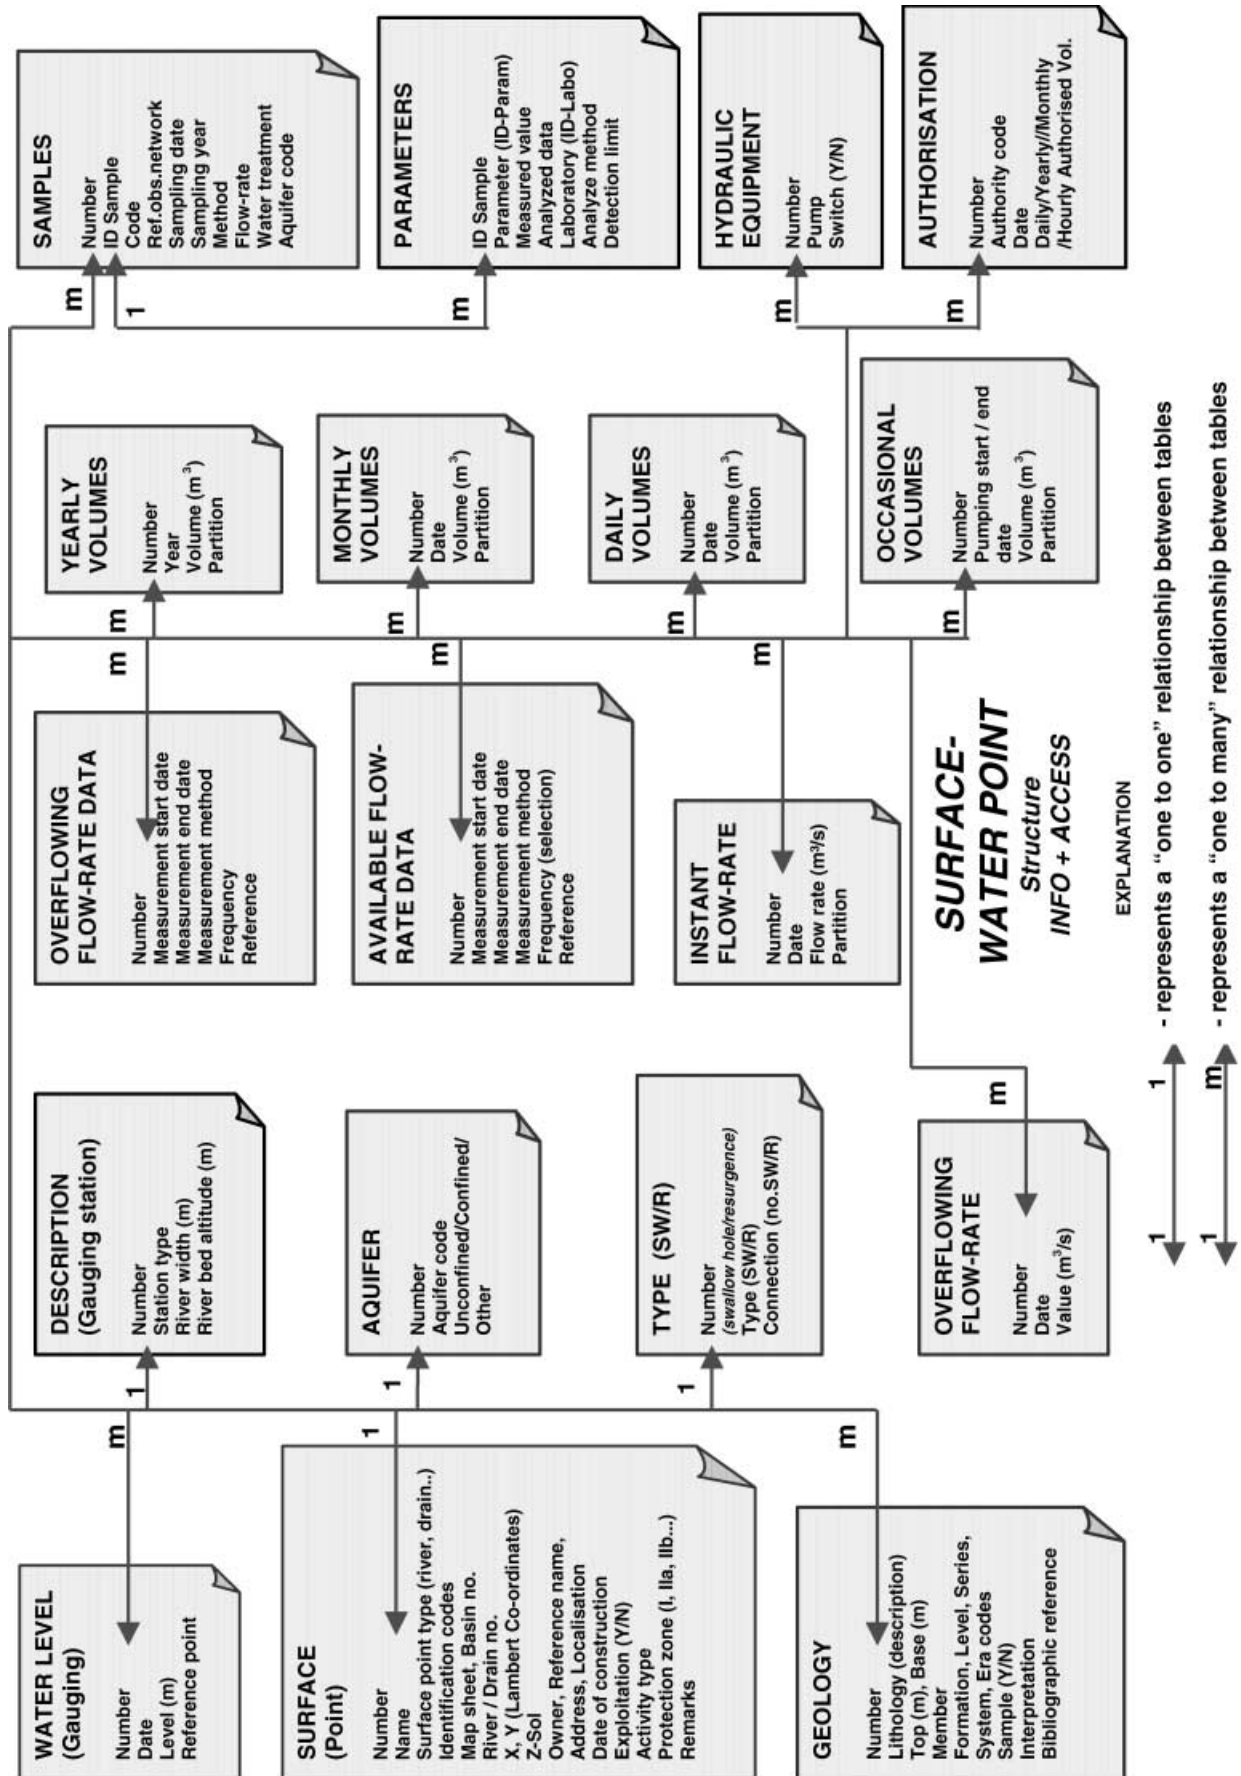 WATER LEVEL
(Gauging)
Number
Date
Level (m)
Reference point
m
SURFACE
(Point)
Number
Name
Surface point type (river, drain..)
Identification codes
Map sheet, Basin no.
River / Drain no.
X, Y (Lambert Co-ordinates)
Z-Sol
Owner, Reference name,
Address, Localisation
Date of construction
Exploitation (Y/N)
Activity type
Protection zone (I, IIa, IIb...)
Remarks
1
GEOLOGY
Number
Lithology (description)
Top (m), Base (m)
Member
Formation, Level, Series,
System, Era codes
Sample (Y/N)
Interpretation
Bibliographic reference
m
DESCRIPTION
(Gauging station)
Number
Station type
River width (m)
River bed altitude (m)
1
AQUIFER
Number
Aquifer code
Unconfined/Confined/
Other
1
TYPE (SW/R)
Number
(swallow hole/resurgence)
Type (SW/R)
Connection (no.SW/R)
1
OVERFLOWING
FLOW-RATE
Number
Date
Value (m³/s)
m
OVERFLOWING
FLOW-RATE DATA
Number
Measurement start date
Measurement end date
Measurement method
Frequency
Reference
m
AVAILABLE FLOW-
RATE DATA
Number
Measurement start date
Measurement end date
Measurement method
Frequency (selection)
Reference
m
INSTANT
FLOW-RATE
Number
Date
Flow rate (m³/s)
Partition
m
YEARLY
VOLUMES
Number
Year
Volume (m³)
Partition
m
MONTHLY
VOLUMES
Number
Date
Volume (m³)
Partition
m
DAILY
VOLUMES
Number
Date
Volume (m³)
Partition
m
OCCASIONAL
VOLUMES
Number
Pumping start / end
date
Volume (m³)
Partition
m
SAMPLES
Number
ID Sample
Code
Ref.obs.network
Sampling date
Sampling year
Method
Flow-rate
Water treatment
Aquifer code
m
1
PARAMETERS
ID Sample
Parameter (ID-Param)
Measured value
Analyzed data
Laboratory (ID-Labo)
Analyze method
Detection limit
m
HYDRAULIC
EQUIPMENT
Number
Pump
Switch (Y/N)
m
AUTHORISATION
Number
Authority code
Date
Daily/Yearly//Monthly
/Hourly Authorised Vol.
m
SURFACE-
WATER POINT
Structure
INFO + ACCESS
EXPLANATION
1 1 - represents a “one to one” relationship between tables
1 m - represents a “one to many” relationship between tables